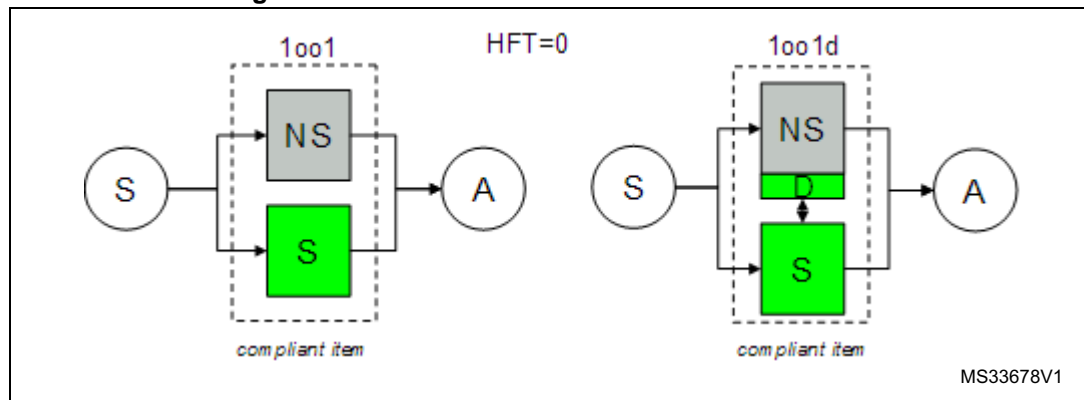 g
1oo1 HFT=0 1oo1d
NS NS
S A S D A
S S
compliant item compliant item
MS33678V1